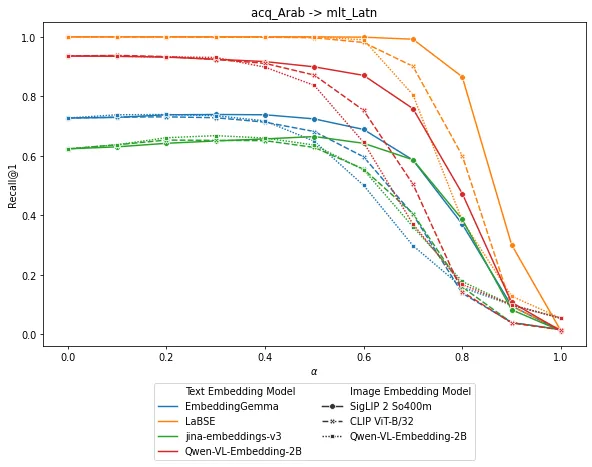 acq_Arab -> mlt_Latn
Recall@1
1.0
0.8
0.6
0.4
0.2
0.0
0.0 0.2 0.4 0.6 0.8 1.0
α
Text Embedding Model
EmbeddingGemma
LaBSE
jina-embeddings-v3
Qwen-VL-Embedding-2B
Image Embedding Model
SigLIP 2 So400m
CLIP ViT-B/32
Qwen-VL-Embedding-2B